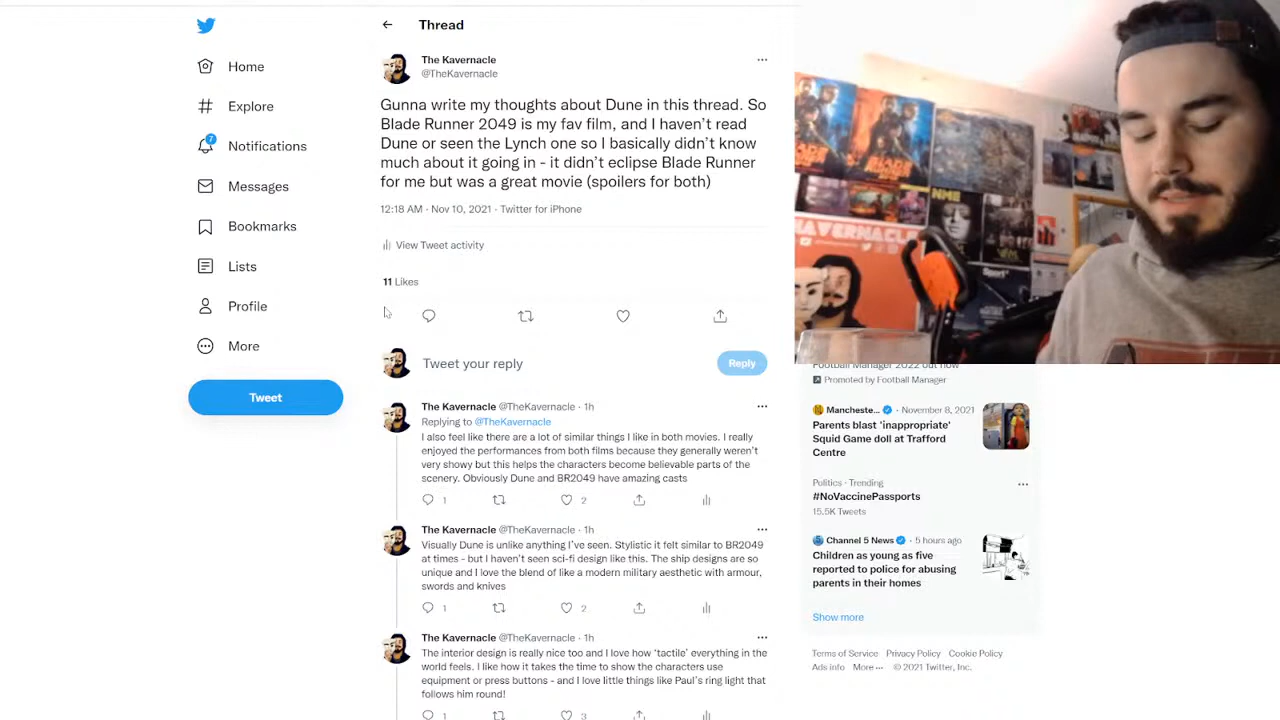 Thread
Home
Explore
7
Notifications
Messages
Bookmarks
Lists
Profile
More
Tweet
The Kavernacle
@TheKavernacle
Gunna write my thoughts about Dune in this thread. So
Blade Runner 2049 is my fav film, and I haven't read
Dune or seen the Lynch one so I basically didn't know
much about it going in - it didn't eclipse Blade Runner
for me but was a great movie (spoilers for both)
12:18 AM · Nov 10, 2021 · Twitter for iPhone
View Tweet activity
11 Likes
Tweet your reply
Reply
The Kavernacle @TheKavernacle · 1h
Replying to @TheKavernacle
I also feel like there are a lot of similar things I like in both movies. I really
enjoyed the performances from both films because they generally weren't
very showy but this helps the characters become believable parts of the
scenery. Obviously Dune and BR2049 have amazing casts
1 2
The Kavernacle @TheKavernacle · 1h
Visually Dune is unlike anything I've seen. Stylistic it felt similar to BR2049
at times - but I haven't seen sci-fi design like this. The ship designs are so
unique and I love the blend of like a modern military aesthetic with armour,
swords and knives
1 2
The Kavernacle @TheKavernacle · 1h
The interior design is really nice too and I love how 'tactile' everything in the
world feels. I like how it takes the time to show the characters use
equipment or press buttons - and I love little things like Paul's ring light that
follows him round!
1 3
NME
AVERNACLE
Football Manager 2022 out now
Promoted by Football Manager
Mancheste... · November 8, 2021
Parents blast 'inappropriate'
Squid Game doll at Trafford
Centre
Politics · Trending
#NoVaccinePassports
15.5K Tweets
Channel 5 News · 5 hours ago
Children as young as five
reported to police for abusing
parents in their homes
Show more
Terms of Service Privacy Policy Cookie Policy
Ads info More ··· © 2021 Twitter, Inc.